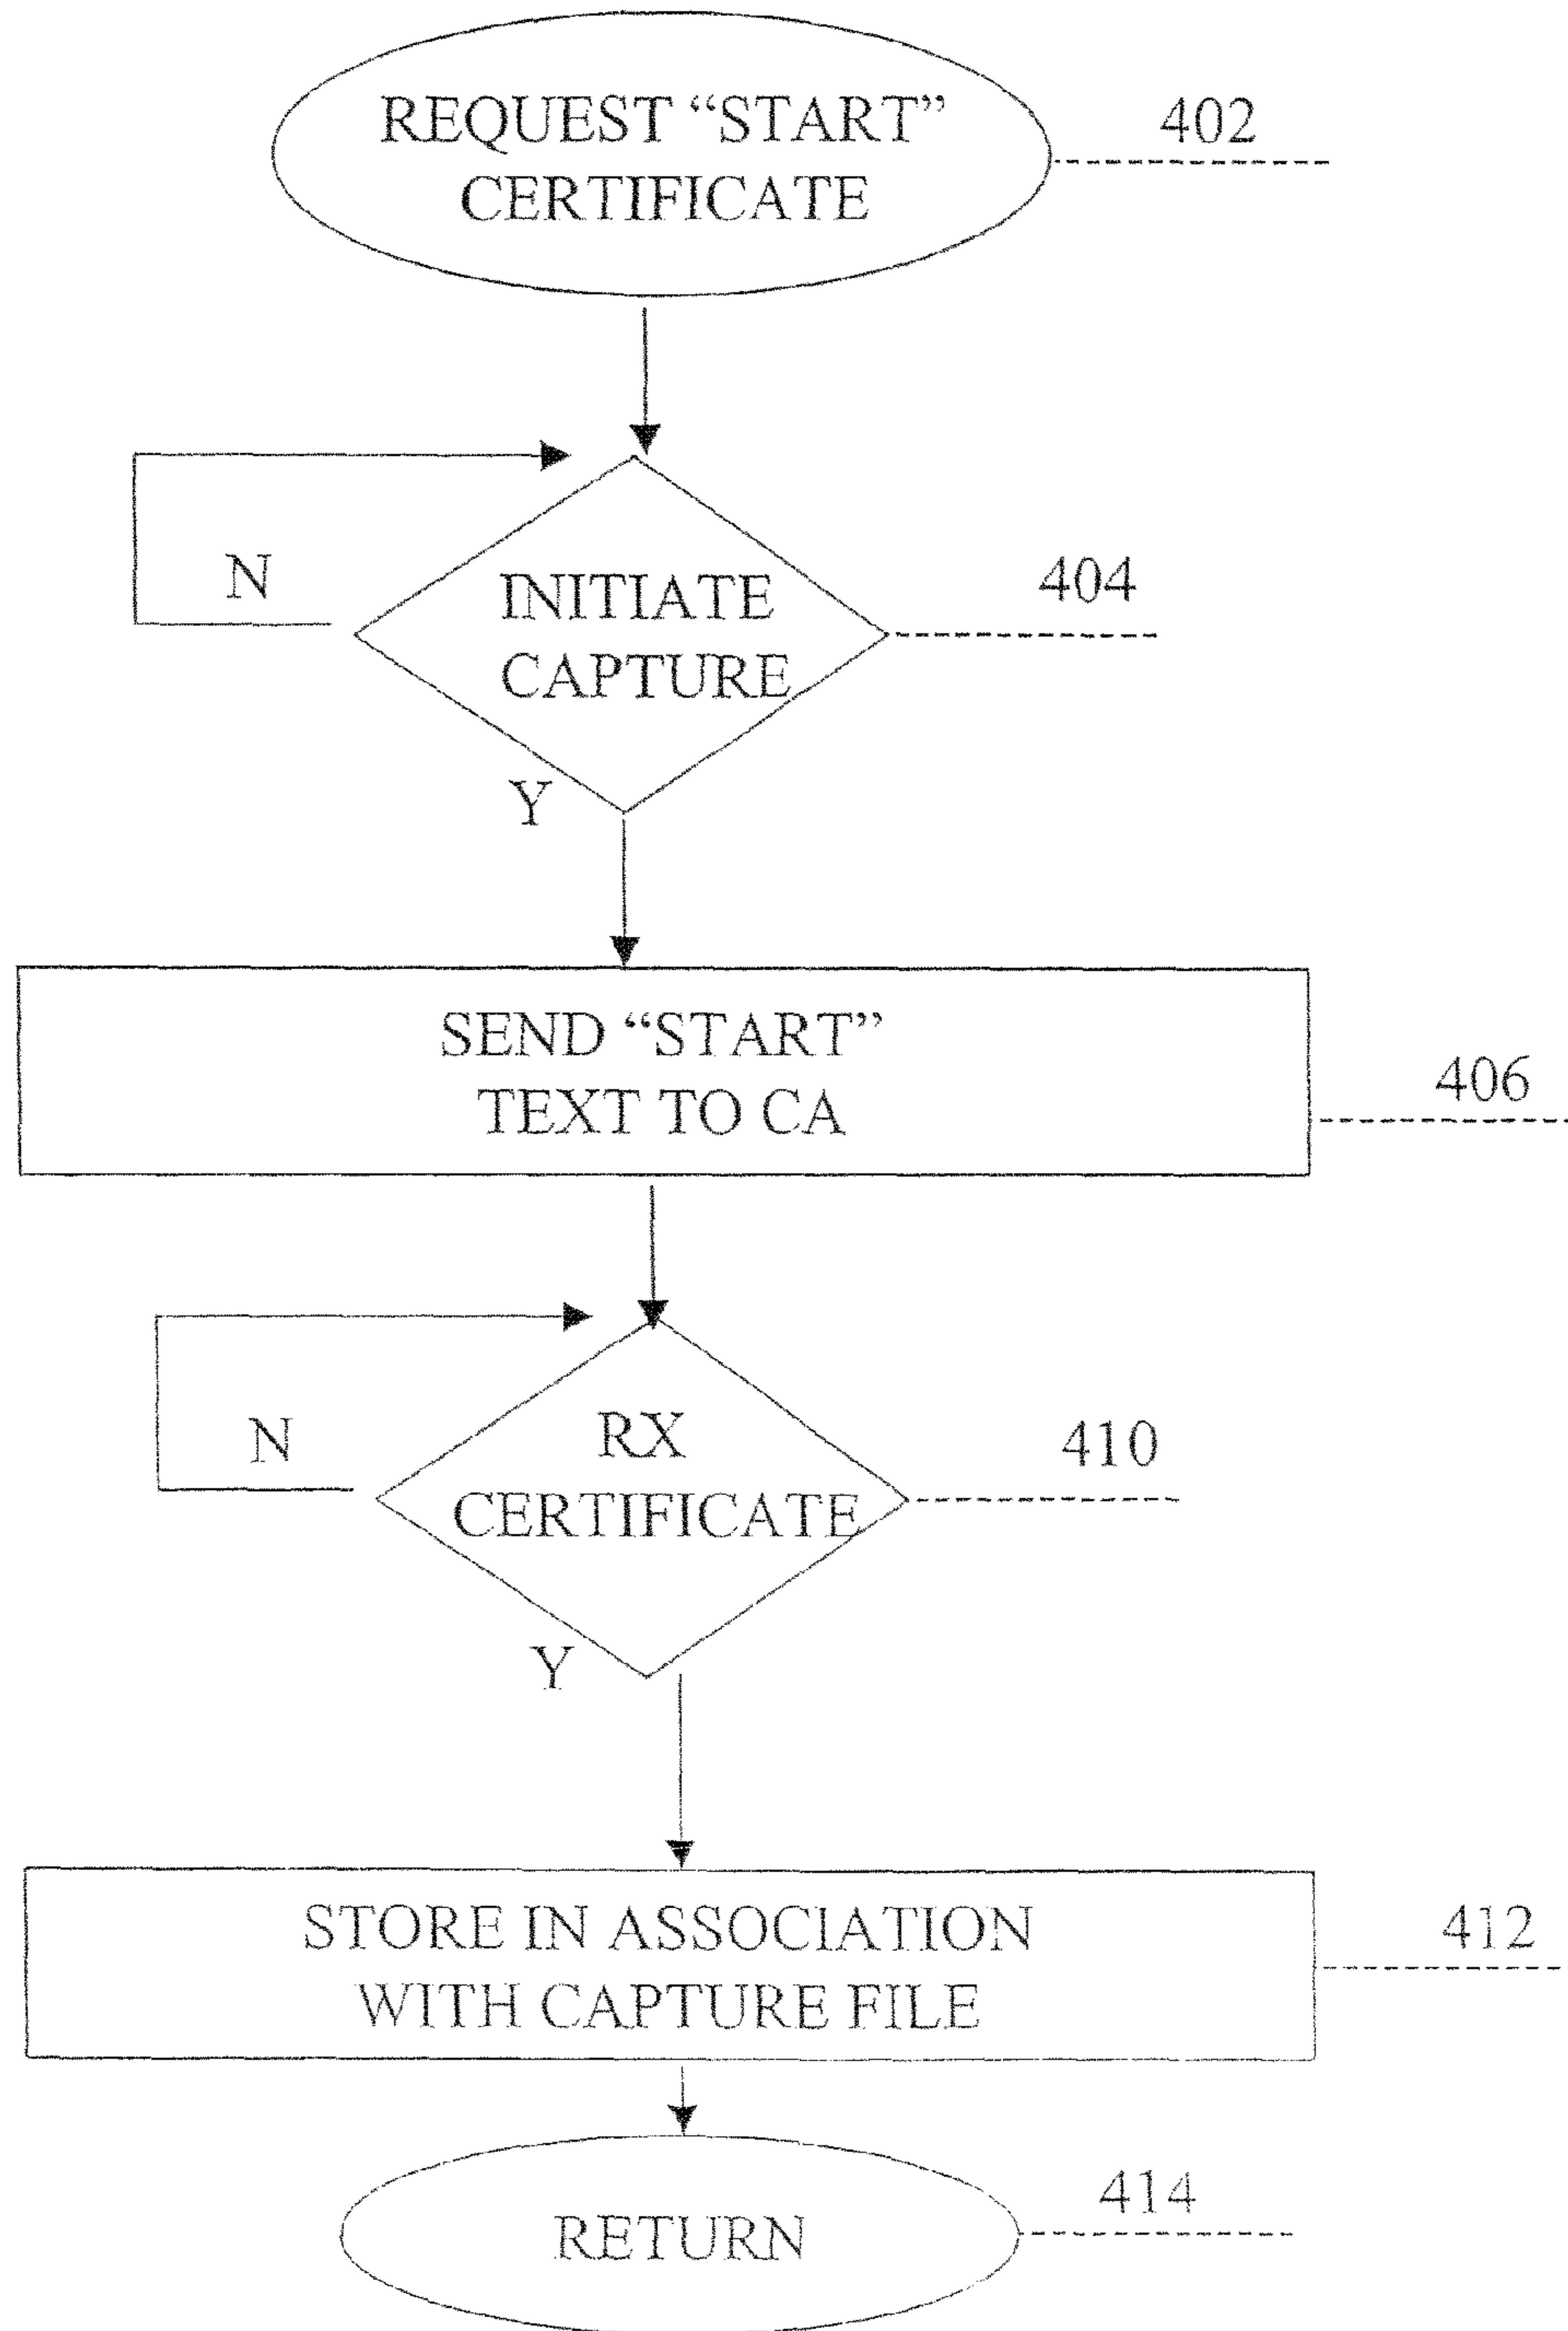 REQUEST “START”
CERTIFICATE
402
N
INITIATE
CAPTURE
404
Y
SEND “START”
TEXT TO CA
406
N
RX
CERTIFICATE
410
Y
STORE IN ASSOCIATION
WITH CAPTURE FILE
412
RETURN
414